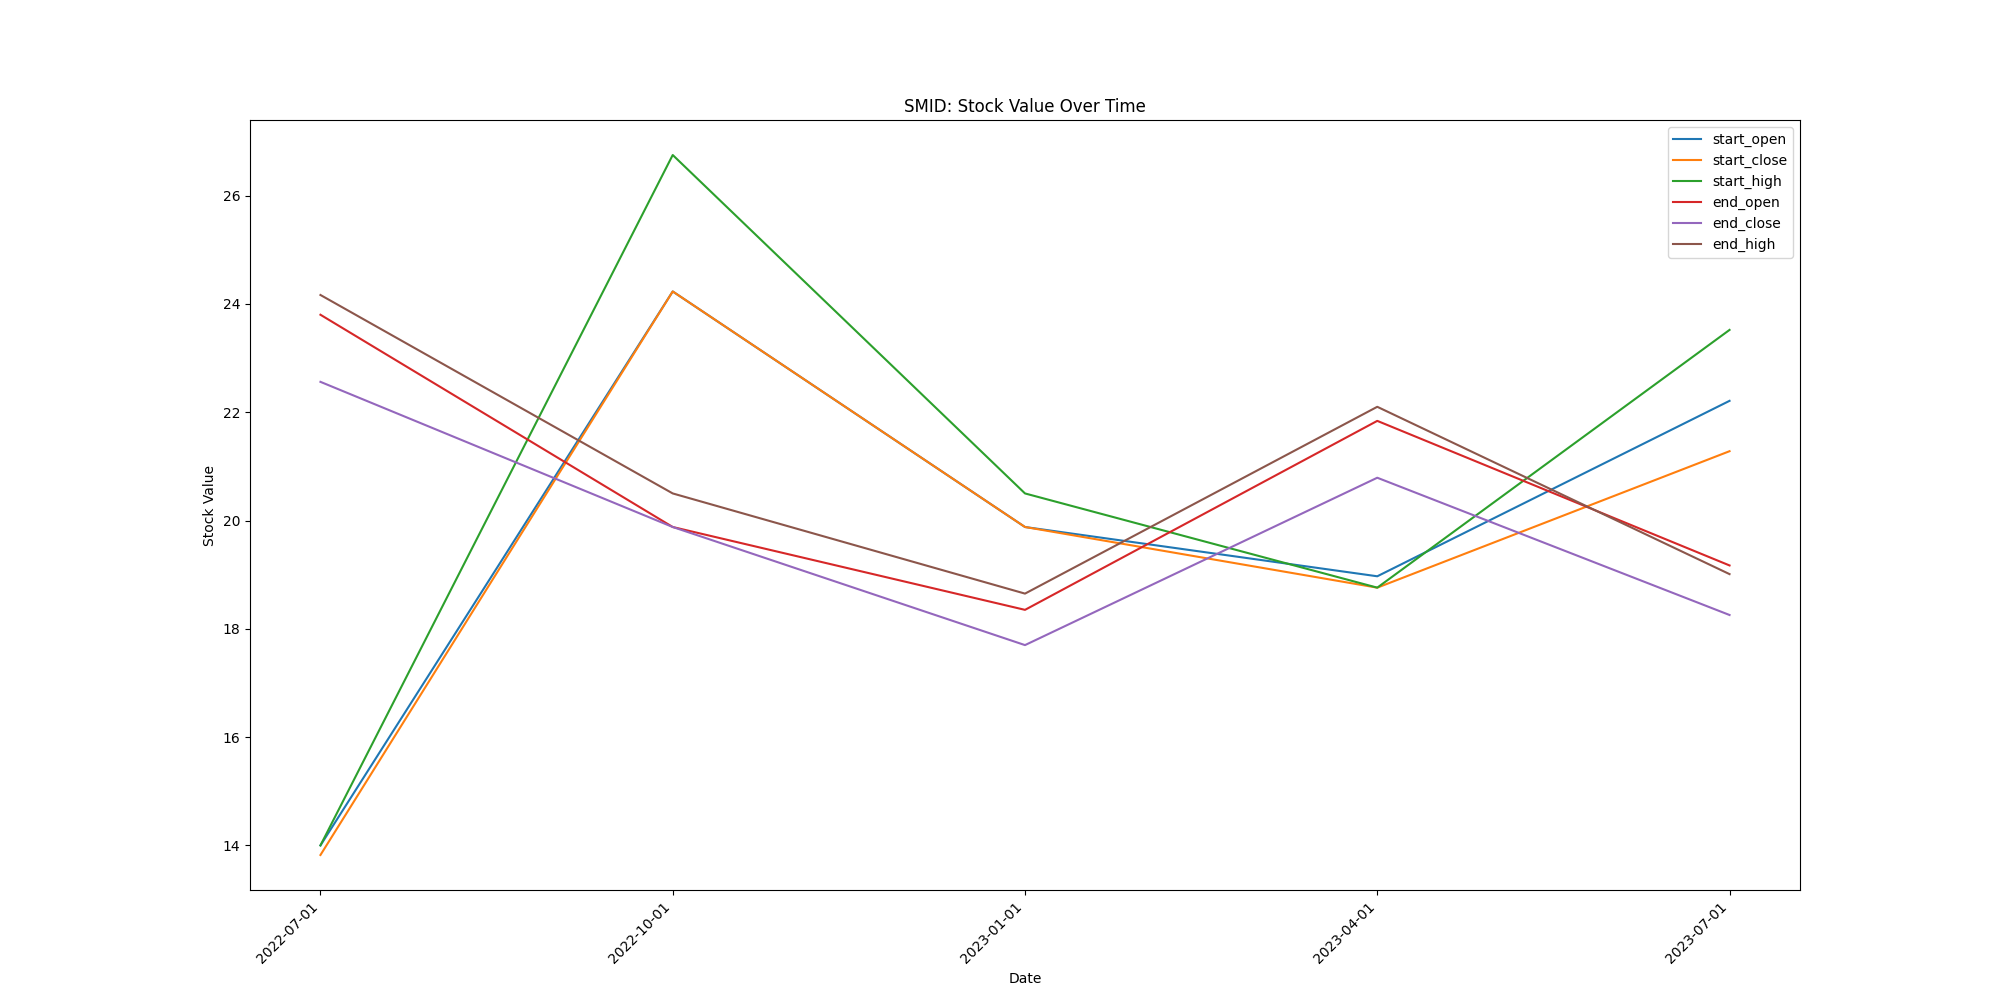 SMID: Stock Value Over Time
start_open
start_close
start_high
end_open
end_close
end_high
Stock Value
26
24
22
20
18
16
14
2022-07-01
2022-10-01
2023-01-01
2023-04-01
2023-07-01
Date